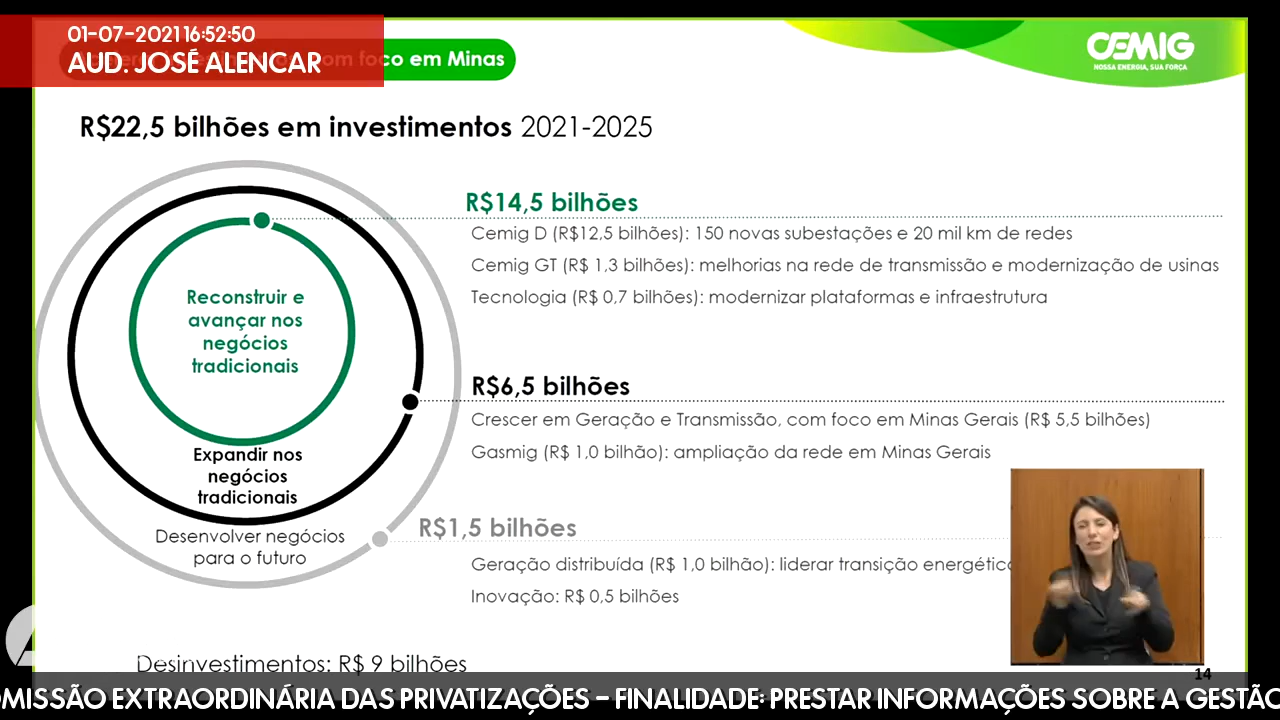 01-07-2021 16:52:50
AUD. JOSÉ ALENCAR
com foco em Minas
CEMIG
NOSSA ENERGIA, SUA FORÇA
R$22,5 bilhões em investimentos 2021-2025
R$14,5 bilhões
Cemig D (R$12,5 bilhões): 150 novas subestações e 20 mil km de redes
Cemig GT (R$ 1,3 bilhões): melhorias na rede de transmissão e modernização de usinas
Tecnologia (R$ 0,7 bilhões): modernizar plataformas e infraestrutura
Reconstruir e
avançar nos
negócios
tradicionais
R$6,5 bilhões
Crescer em Geração e Transmissão, com foco em Minas Gerais (R$ 5,5 bilhões)
Gasmig (R$ 1,0 bilhão): ampliação da rede em Minas Gerais
Expandir nos
negócios
tradicionais
R$1,5 bilhões
Desenvolver negócios
para o futuro
Geração distribuída (R$ 1,0 bilhão): liderar transição energétic
Inovação: R$ 0,5 bilhões
Desinvestimentos: R$ 9 bilhões
14
OMISSÃO EXTRAORDINÁRIA DAS PRIVATIZAÇÕES - FINALIDADE: PRESTAR INFORMAÇÕES SOBRE A GESTÃO